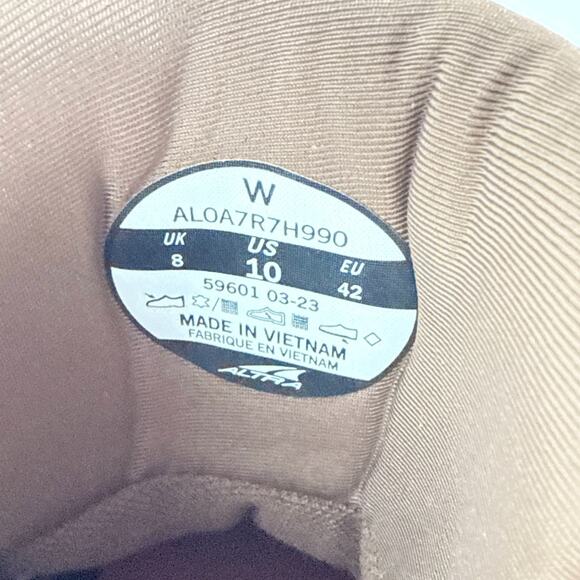 W
AL0A7R7H990
UK US EU
8 10 42
59601 03-23
MADE IN VIETNAM
FABRIQUE EN VIETNAM
ALTRA